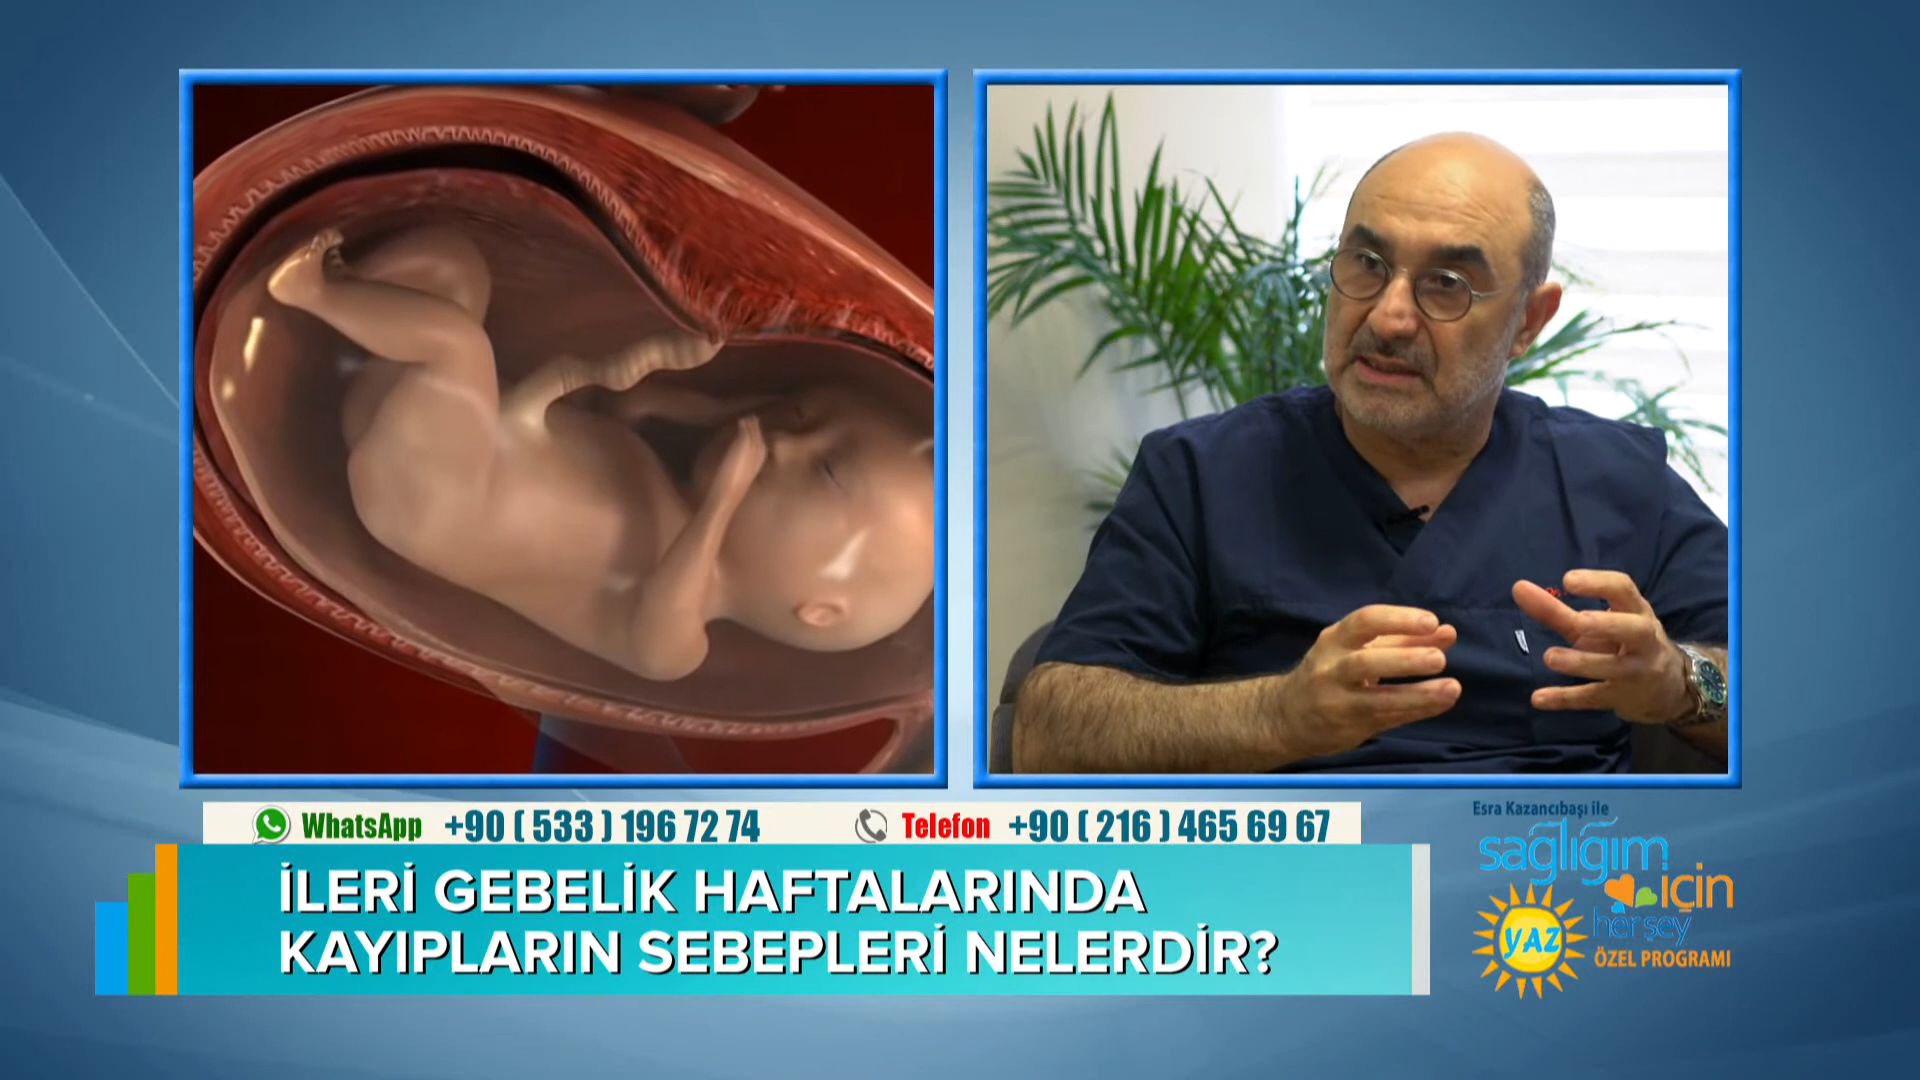 WhatsApp +90 ( 533 ) 196 72 74 Telefon +90 ( 216 ) 465 69 67
İLERİ GEBELİK HAFTALARINDA
KAYIPLARIN SEBEPLERİ NELERDİR?
Esra Kazancıbaşı ile
sağlığım
için
herşey
YAZ
ÖZEL PROGRAMI